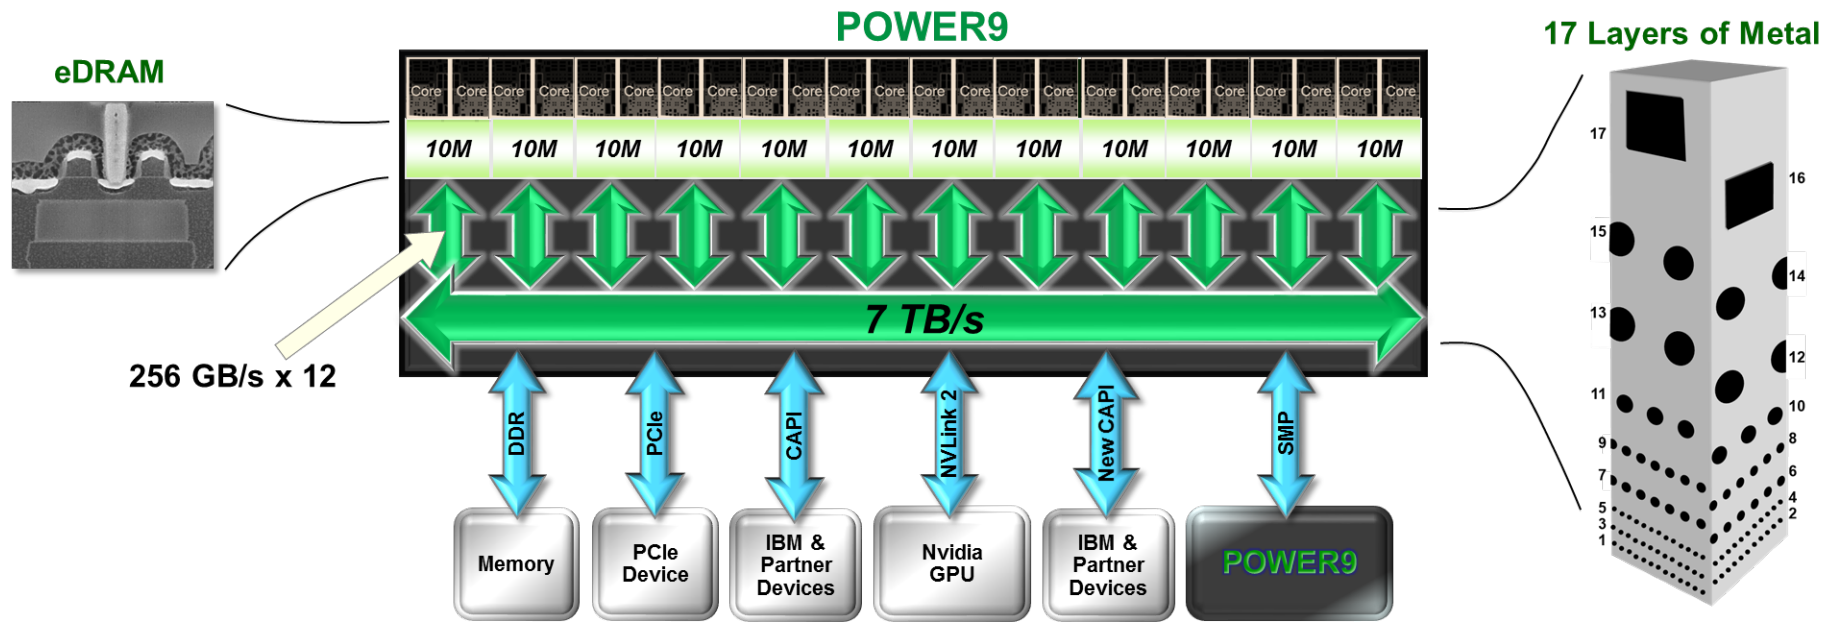 POWER9
17 Layers of Metal
eDRAM
Core Core Core Core Core Core Core Core Core Core Core Core Core Core Core Core Core Core Core Core Core Core Core Core
10M 10M 10M 10M 10M 10M 10M 10M 10M 10M 10M 10M
7 TB/s
256 GB/s x 12
DDR
PCIe
CAPI
NVLink 2
New CAPI
SMP
Memory
PCIe
Device
IBM &
Partner
Devices
Nvidia
GPU
IBM &
Partner
Devices
POWER9
17
16
15
14
13
12
11
10
9
8
7
6
5
4
3
2
1